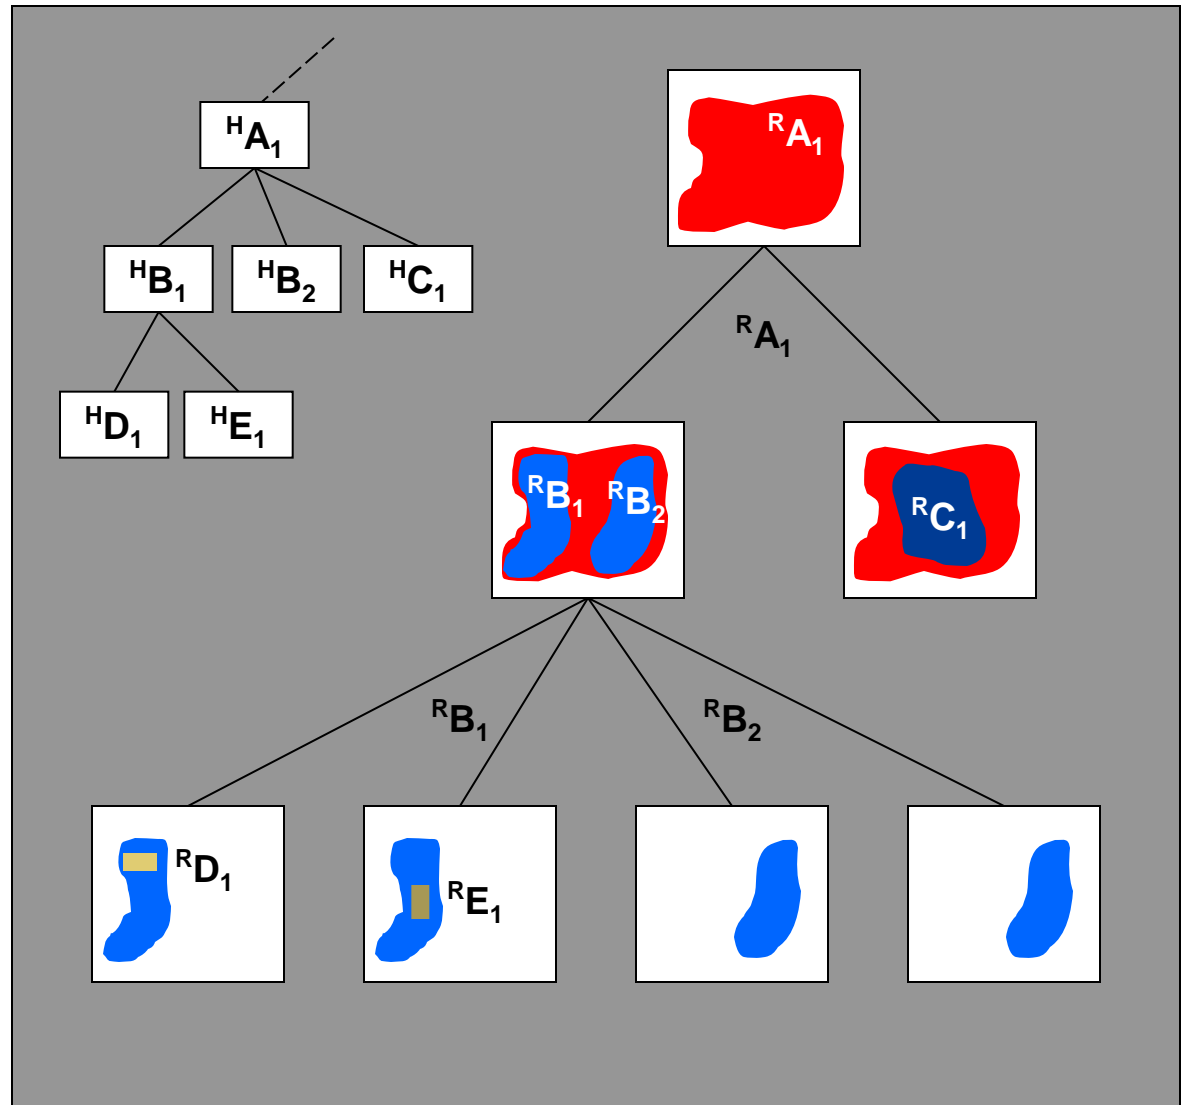 ᴴA₁
ᴿA₁
ᴴB₁ ᴴB₂ ᴴC₁
ᴿA₁
ᴴD₁ ᴴE₁
ᴿB₁ ᴿB₂ ᴿC₁
ᴿB₁ ᴿB₂
ᴿD₁ ᴿE₁